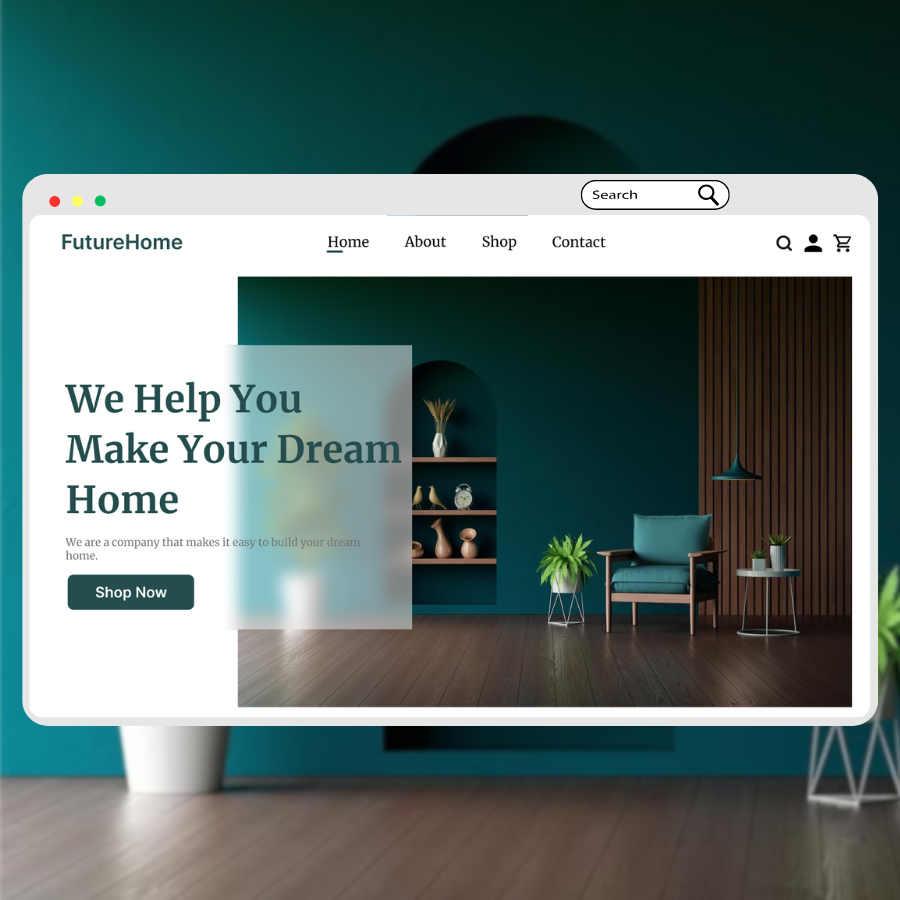 Search
FutureHome
Home
About
Shop
Contact
We Help You
Make Your Dream
Home
We are a company that makes it easy to build your dream
home.
Shop Now